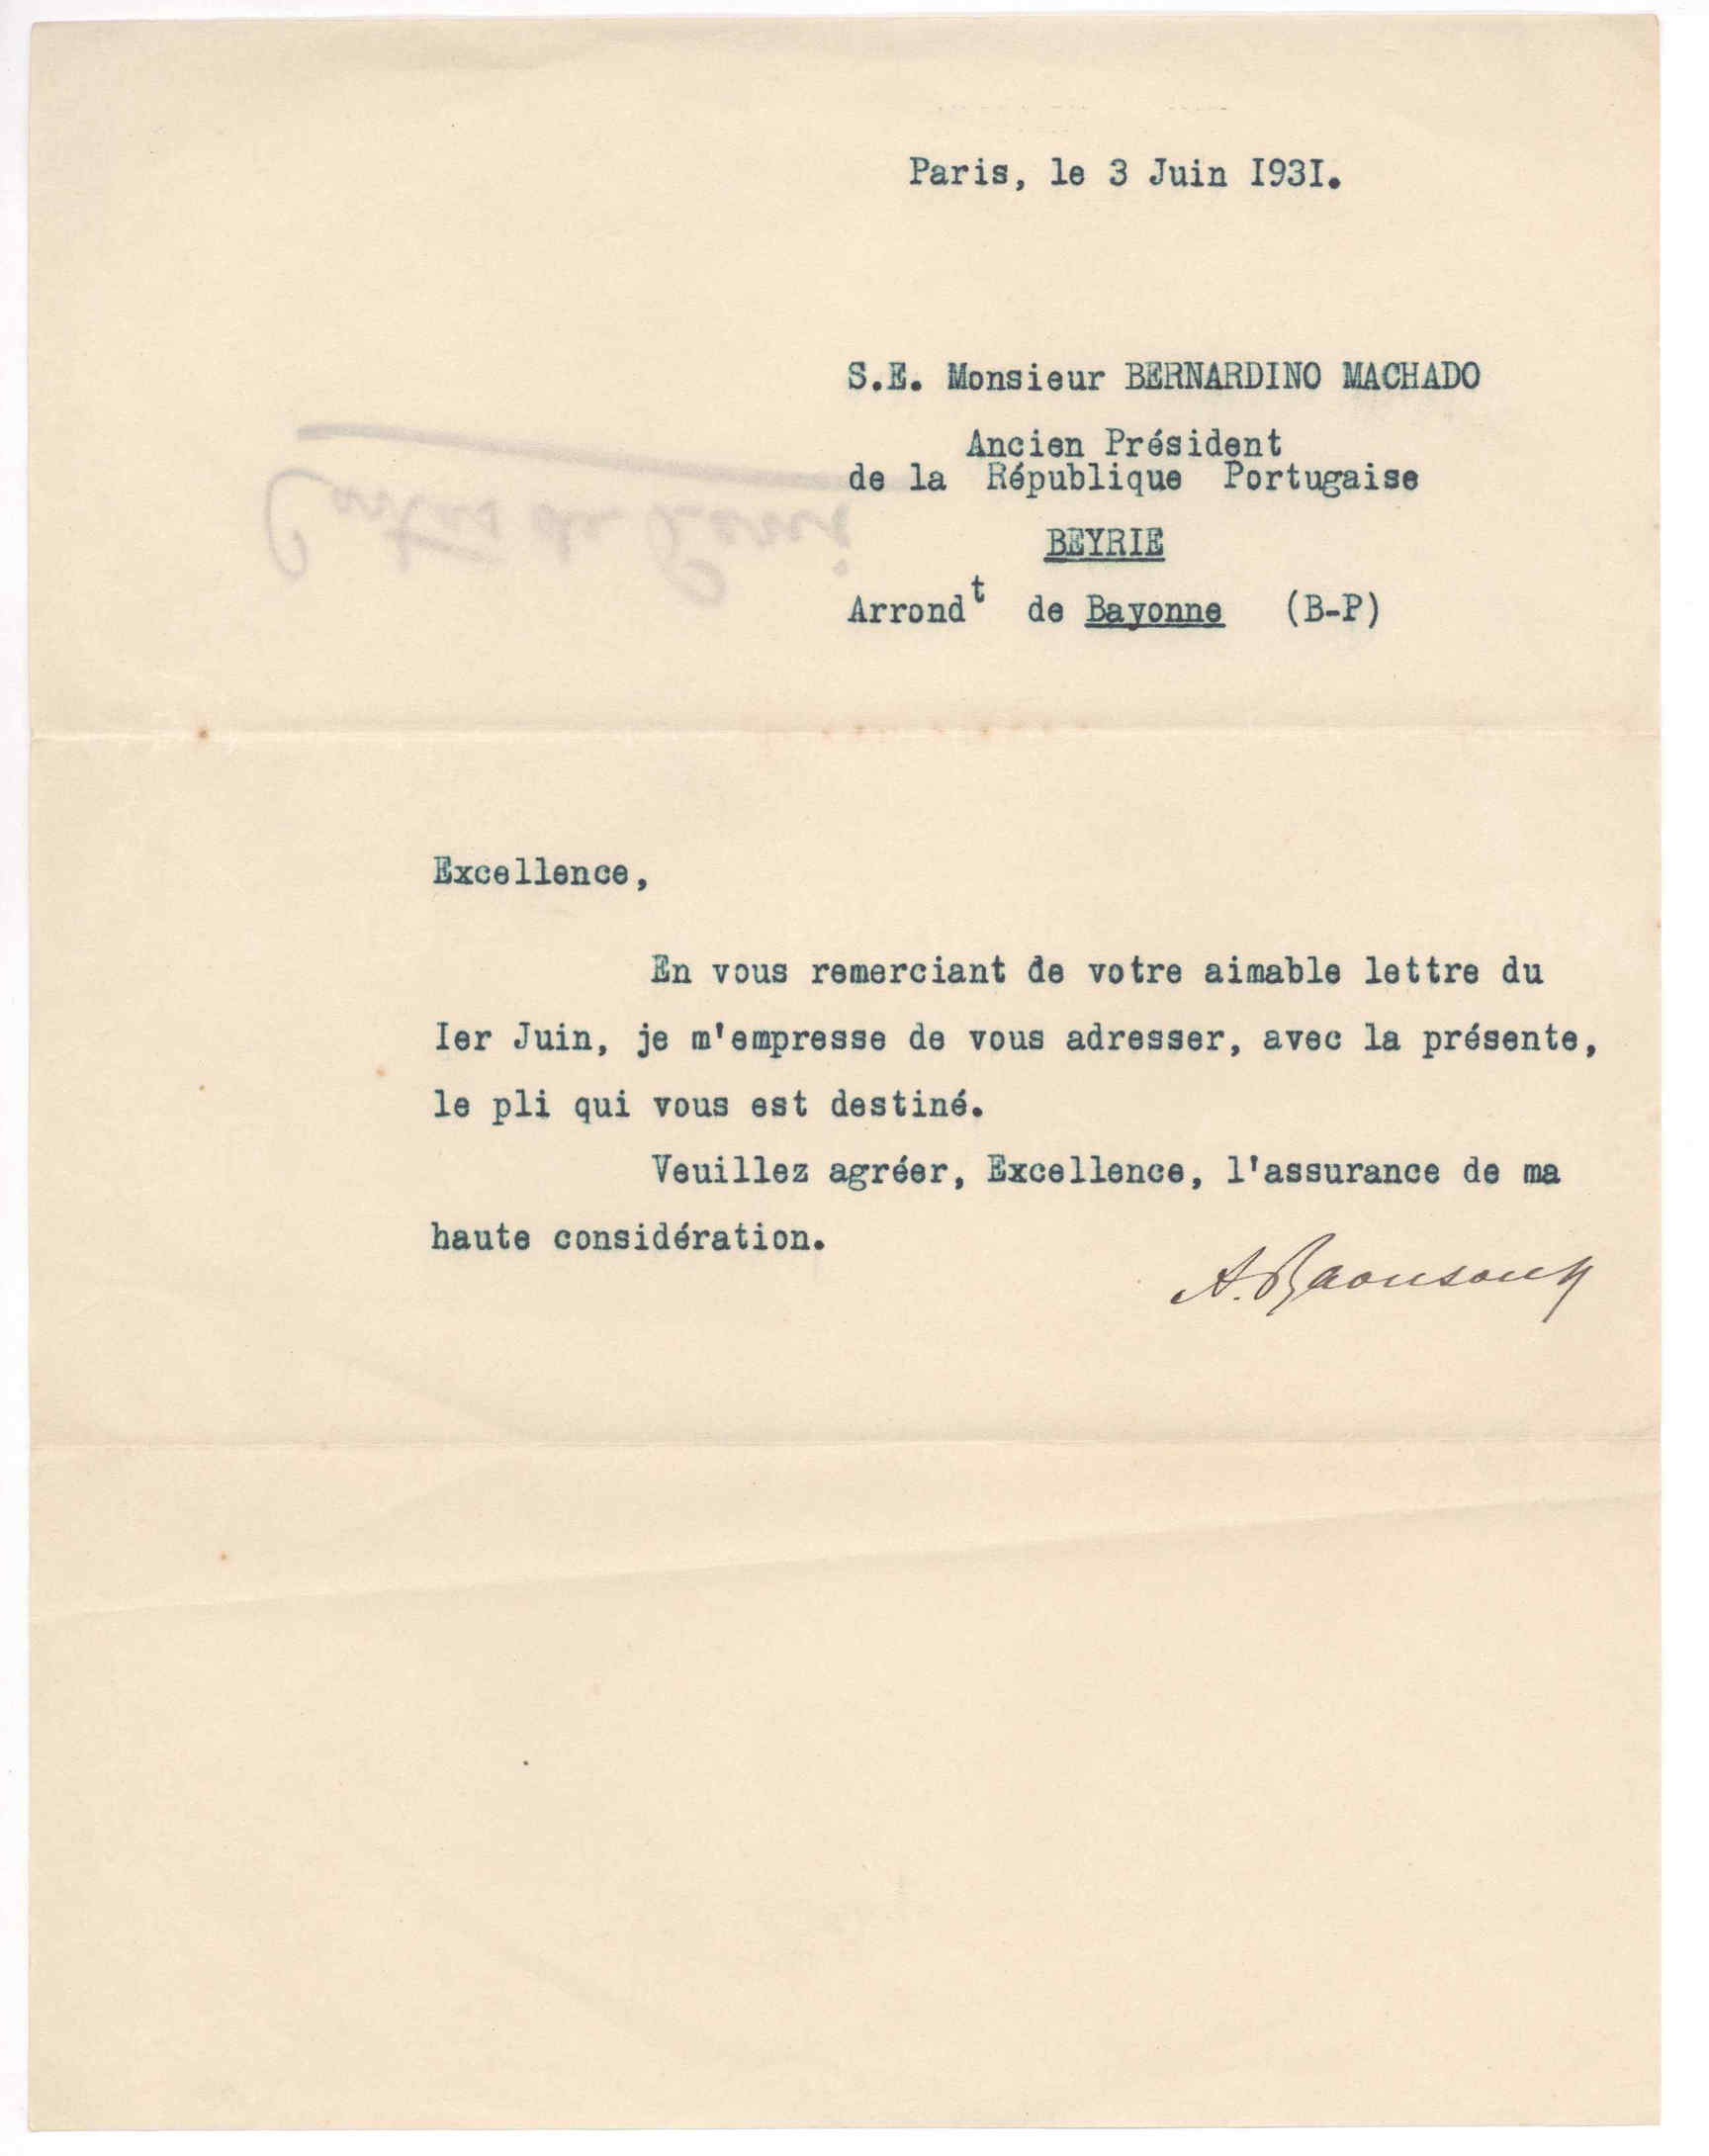 Paris, le 3 Juin I93I.
S.E. Monsieur BERNARDINO MACHADO
Ancien Président
de la République Portugaise
BEYRIE
Arrondt de Bayonne (B-P)
Excellence,
En vous remerciant de votre aimable lettre du
Ier Juin, je m'empresse de vous adresser, avec la présente,
le pli qui vous est destiné.
Veuillez agréer, Excellence, l'assurance de ma
haute considération.